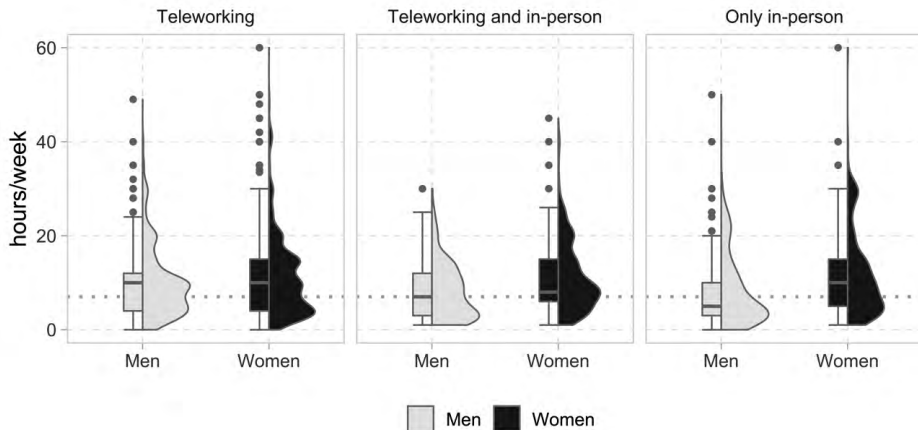 Teleworking Teleworking and in-person Only in-person
60
40
20
0
hours/week
Men Women Men Women Men Women
Men Women